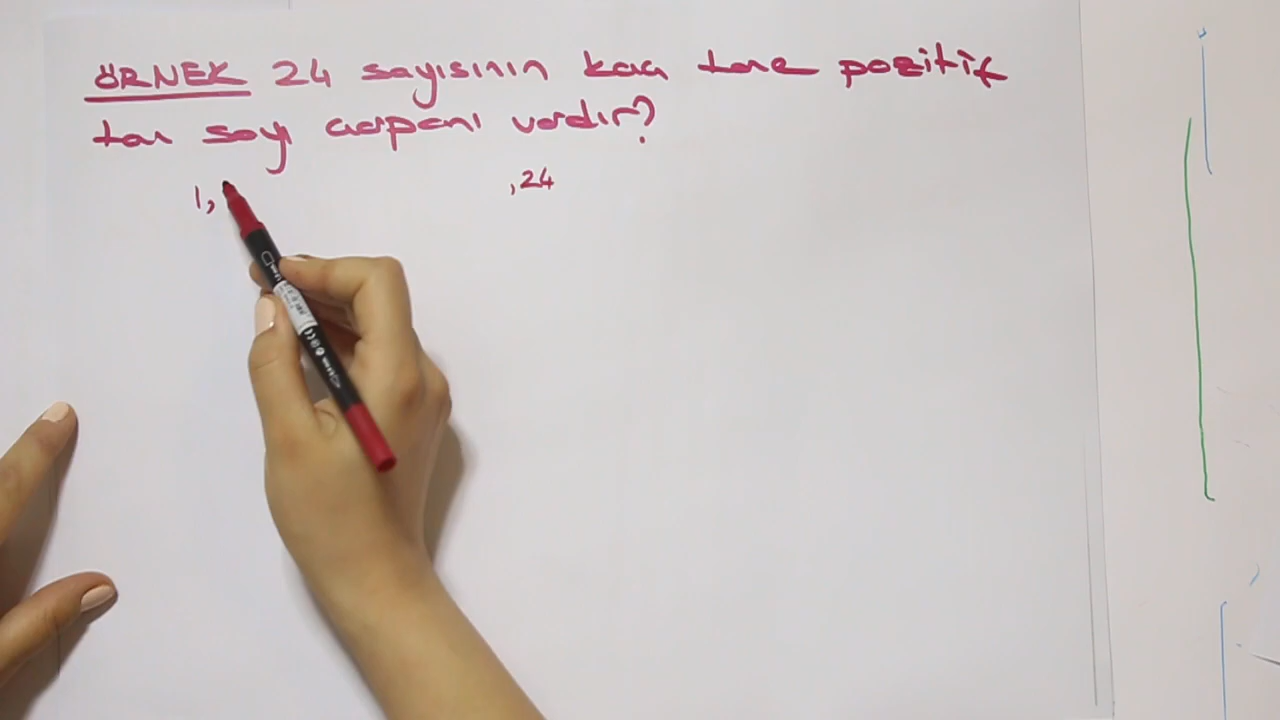 ÖRNEK 24 sayısının kaç tane pozitif
tam sayı çarpanı vardır?
1, ,24